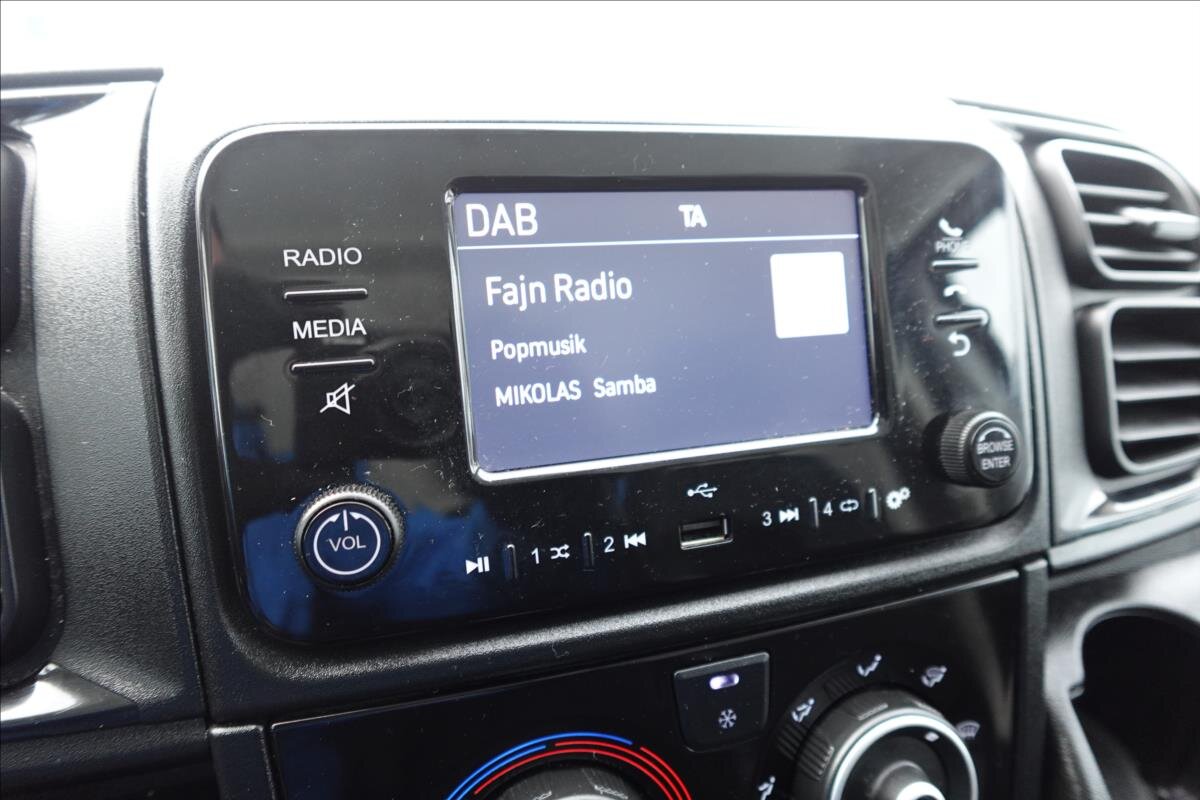 DAB TA
Fajn Radio
Popmusik
MIKOLAS Samba
RADIO
MEDIA
VOL
PHONE
BROWSE
ENTER
1
2
3
4